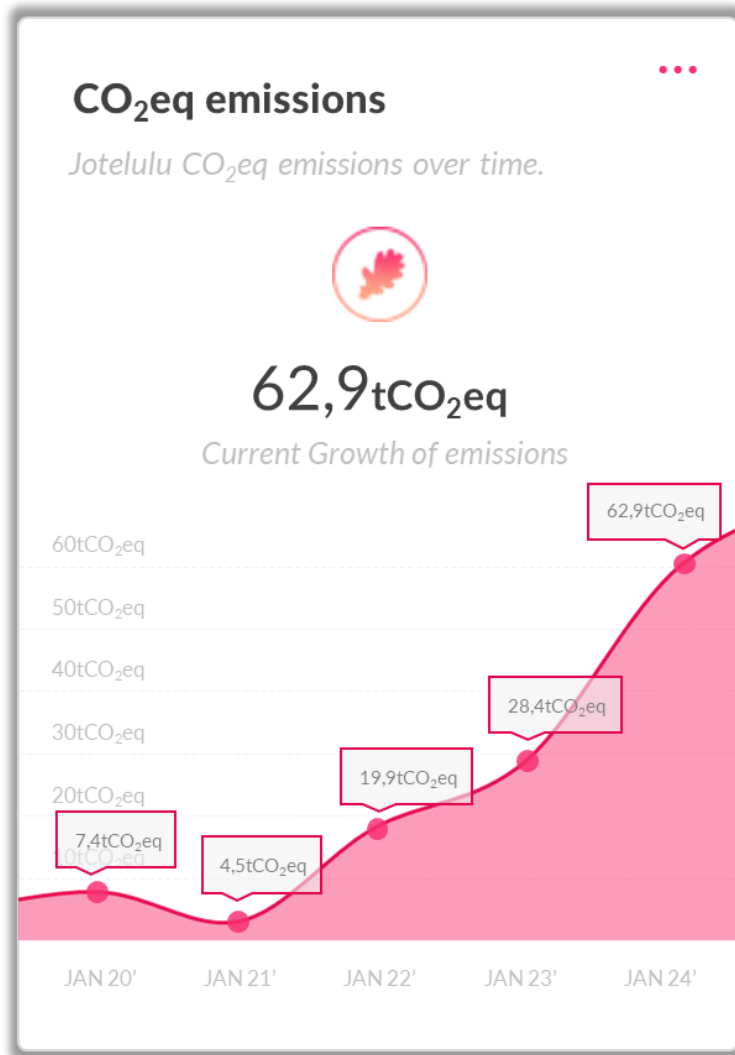 CO₂eq emissions
Jotelulu CO₂eq emissions over time.
62,9tCO₂eq
Current Growth of emissions
62,9tCO₂eq
60tCO₂eq
50tCO₂eq
40tCO₂eq
28,4tCO₂eq
30tCO₂eq
19,9tCO₂eq
20tCO₂eq
7,4tCO₂eq
10tCO₂eq
4,5tCO₂eq
JAN 20’ JAN 21’ JAN 22’ JAN 23’ JAN 24’